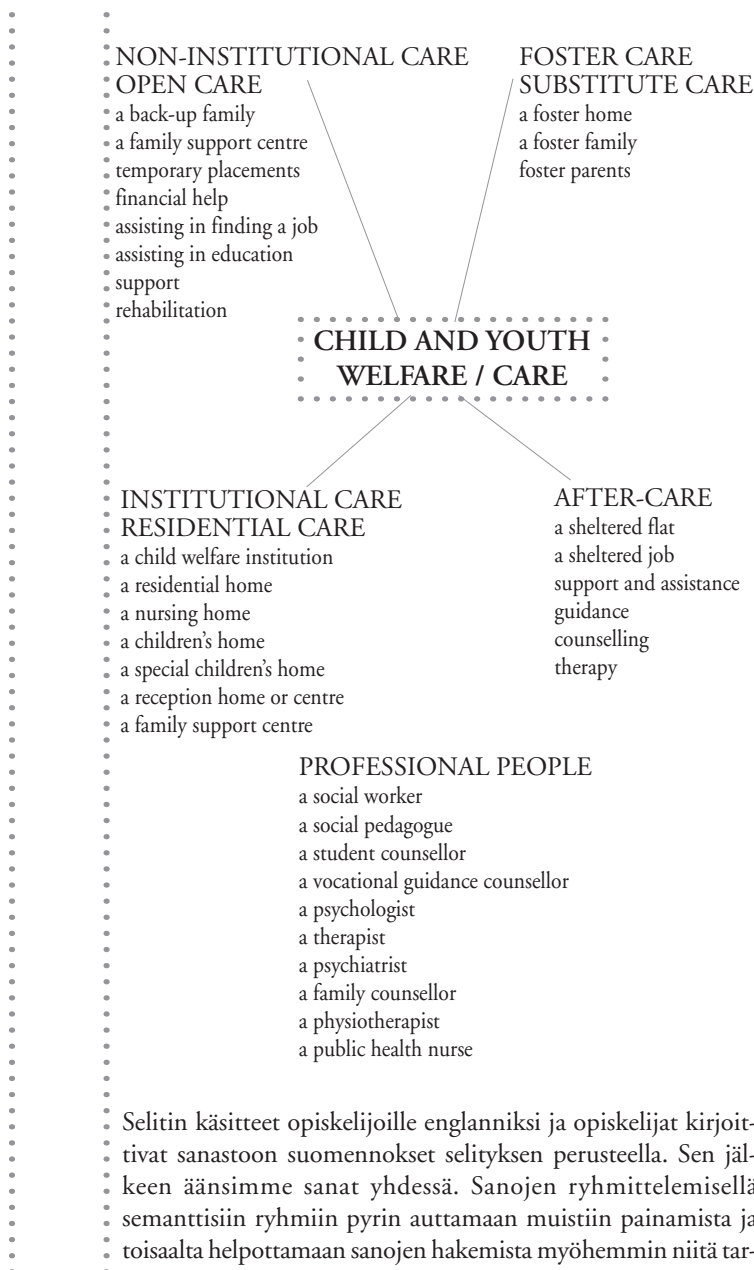 NON-INSTITUTIONAL CARE
OPEN CARE
a back-up family
a family support centre
temporary placements
financial help
assisting in finding a job
assisting in education
support
rehabilitation
FOSTER CARE
SUBSTITUTE CARE
a foster home
a foster family
foster parents
CHILD AND YOUTH
WELFARE / CARE
INSTITUTIONAL CARE
RESIDENTIAL CARE
a child welfare institution
a residential home
a nursing home
a children's home
a special children's home
a reception home or centre
a family support centre
AFTER-CARE
a sheltered flat
a sheltered job
support and assistance
guidance
counselling
therapy
PROFESSIONAL PEOPLE
a social worker
a social pedagogue
a student counsellor
a vocational guidance counsellor
a psychologist
a therapist
a psychiatrist
a family counsellor
a physiotherapist
a public health nurse
Selitin käsitteet opiskelijoille englanniksi ja opiskelijat kirjoit-
tivat sanastoon suomennokset selityksen perusteella. Sen jäl-
keen äänsimme sanat yhdessä. Sanojen ryhmittelemisellä
semanttisiin ryhmiin pyrin auttamaan muistiin painamista ja
toisaalta helpottamaan sanojen hakemista myöhemmin niitä tar-